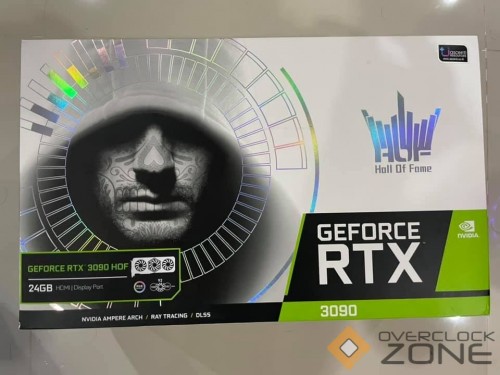 HOF
Hall Of Fame
GEFORCE RTX 3090 HOF
24GB HDMI | Display Port
NVIDIA AMPERE ARCH / RAY TRACING / DLSS
GEFORCE
RTX
3090
NVIDIA
OVERCLOCK
ZONE